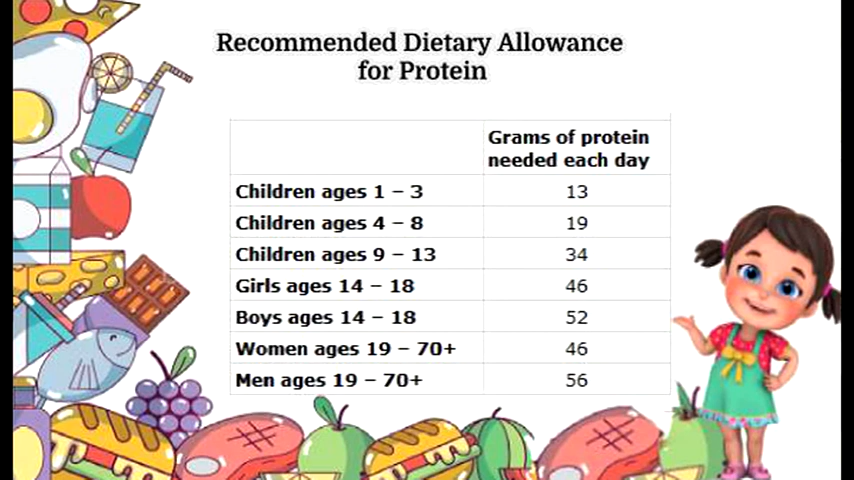 Recommended Dietary Allowance
for Protein
Grams of protein
needed each day
Children ages 1 – 3 13
Children ages 4 – 8 19
Children ages 9 – 13 34
Girls ages 14 – 18 46
Boys ages 14 – 18 52
Women ages 19 – 70+ 46
Men ages 19 – 70+ 56